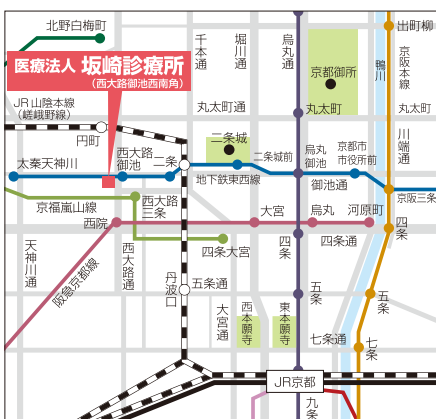 北野白梅町
千本通
堀川通
烏丸通
出町柳
医療法人 坂崎診療所
（西大路御池西南角）
京都御所
鴨川
京阪本線
JR山陰本線
（嵯峨野線）
丸太町通
丸太町
丸太町
円町
二条城
川端通
太秦天神川
西大路
御池
二条
二条城前
烏丸
御池
京都市
市役所前
地下鉄東西線
御池通
京阪三条
京福嵐山線
西大路
三条
西院
大宮
烏丸
河原町
四条
天神川通
西大路通
四条大宮
四条
四条通
阪急京都線
丹波口
五条通
大宮通
西本願寺
東本願寺
五条
五条
七条通
七条
JR京都
九条